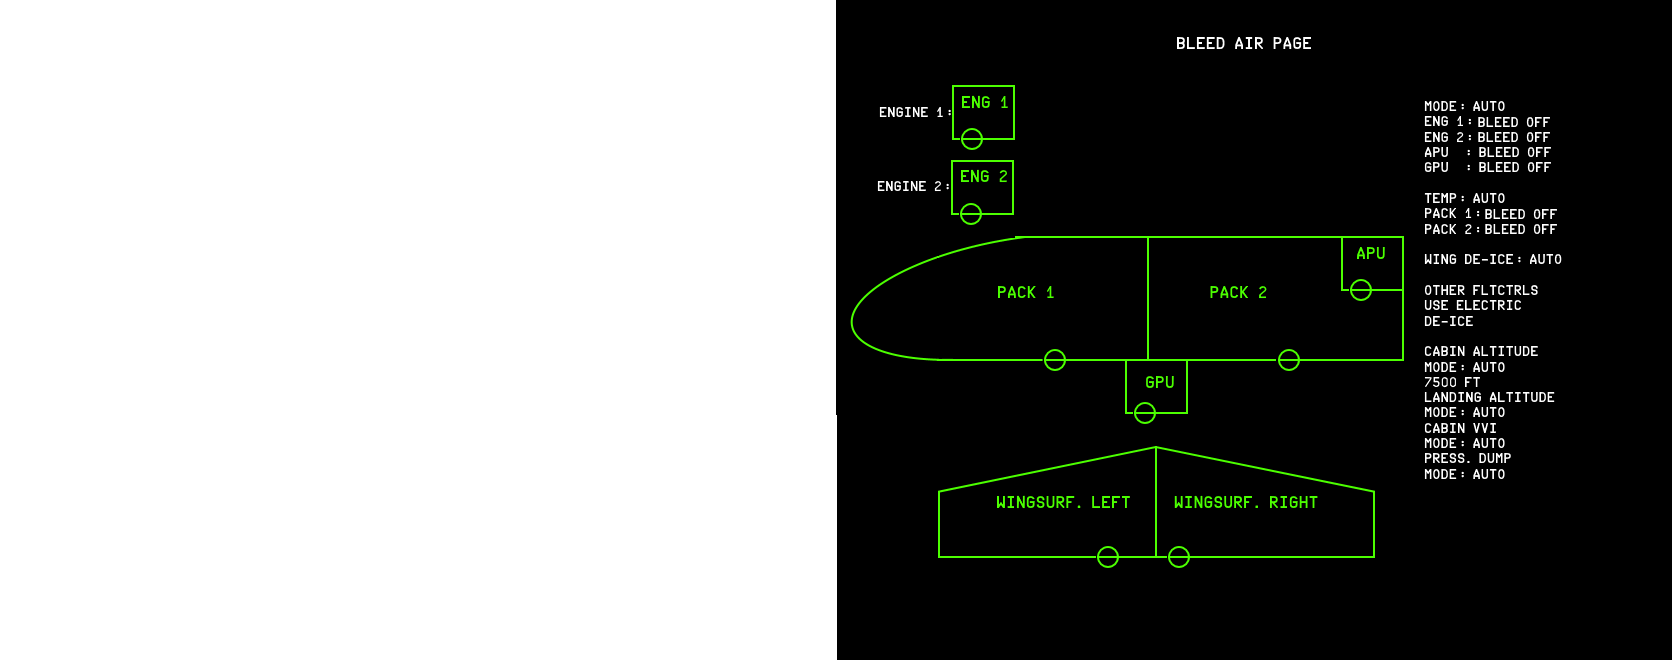 BLEED AIR PAGE
ENGINE 1:
ENG 1
ENGINE 2:
ENG 2
PACK 1
PACK 2
APU
GPU
WINGSURF. LEFT
WINGSURF. RIGHT
MODE: AUTO
ENG 1: BLEED OFF
ENG 2: BLEED OFF
APU : BLEED OFF
GPU : BLEED OFF
TEMP: AUTO
PACK 1: BLEED OFF
PACK 2: BLEED OFF
WING DE-ICE: AUTO
OTHER FLTCTRLS
USE ELECTRIC
DE-ICE
CABIN ALTITUDE
MODE: AUTO
7500 FT
LANDING ALTITUDE
MODE: AUTO
CABIN VVI
MODE: AUTO
PRESS. DUMP
MODE: AUTO